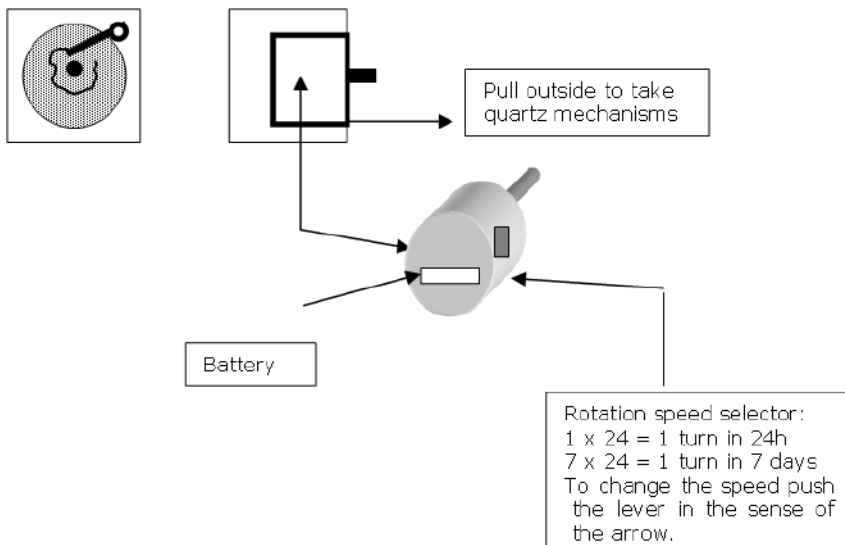 Pull outside to take
quartz mechanisms
Battery
Rotation speed selector:
1 x 24 = 1 turn in 24h
7 x 24 = 1 turn in 7 days
To change the speed push
the lever in the sense of
the arrow.